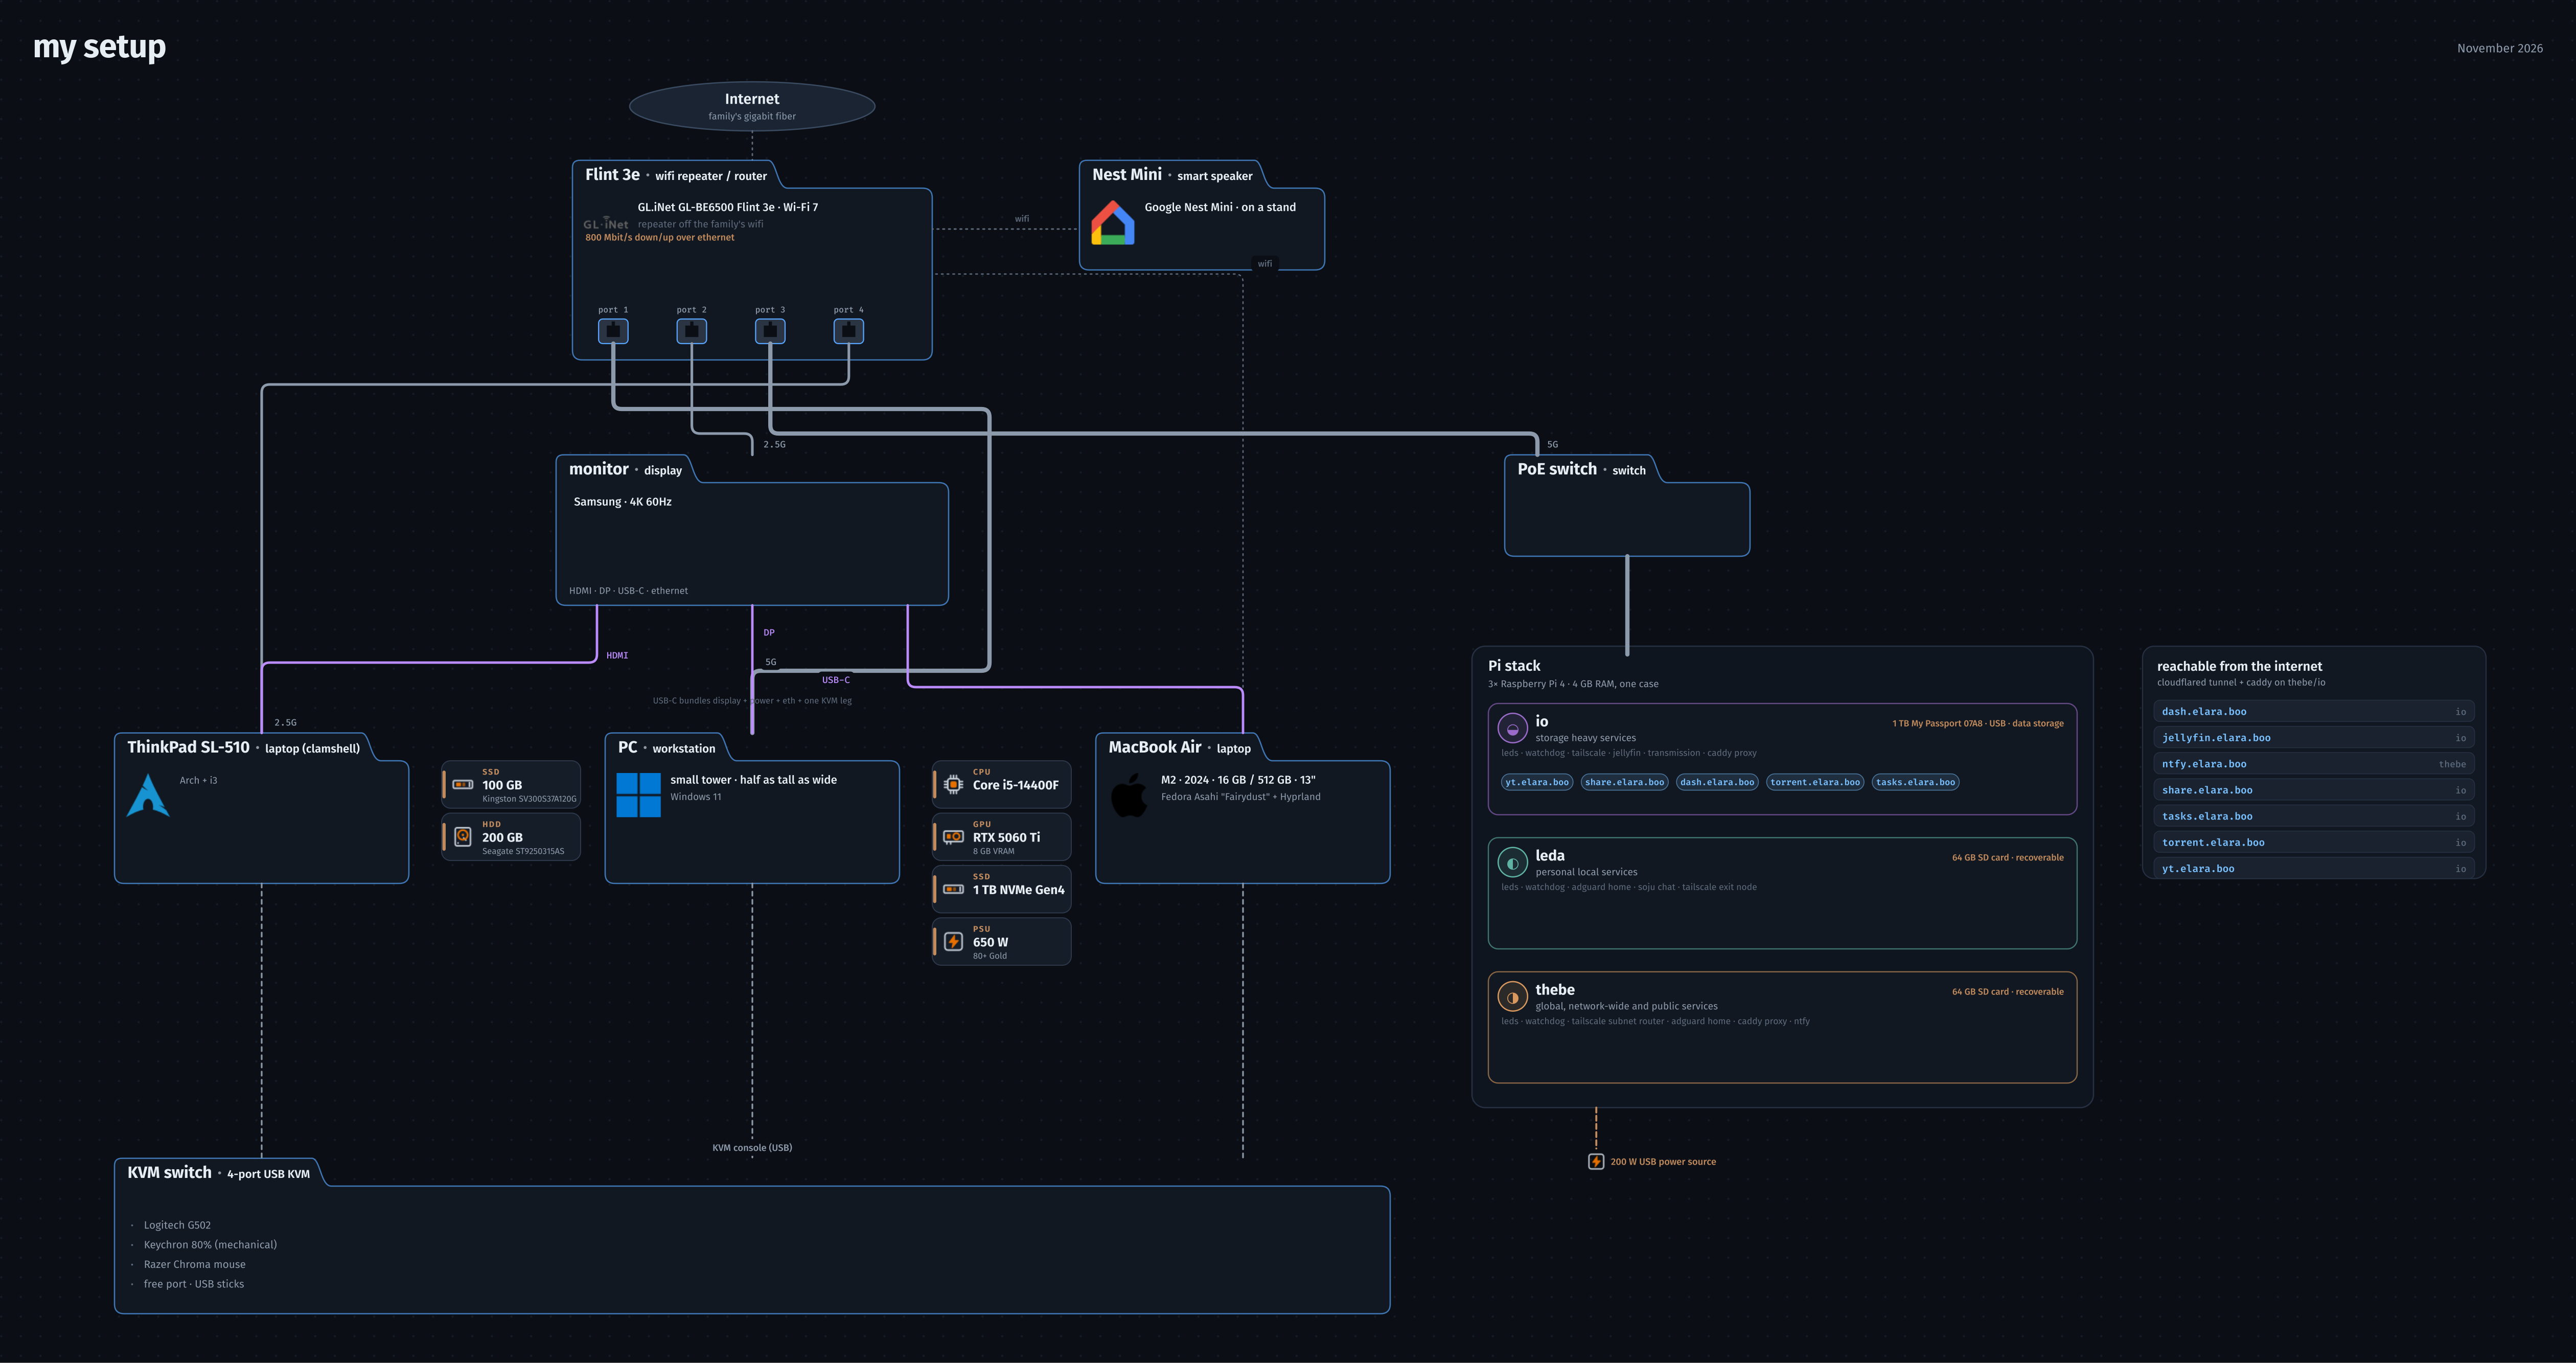 my setup
November 2026
Internet
family's gigabit fiber
Flint 3e · wifi repeater / router
GL.iNet GL-BE6500 Flint 3e · Wi-Fi 7
GL·iNet
repeater off the family's wifi
800 Mbit/s down/up over ethernet
port 1
port 2
port 3
port 4
wifi
Nest Mini · smart speaker
Google Nest Mini · on a stand
wifi
2.5G
5G
monitor · display
Samsung · 4K 60Hz
HDMI · DP · USB-C · ethernet
PoE switch · switch
HDMI
DP
5G
USB-C
USB-C bundles display + power + eth + one KVM leg
2.5G
ThinkPad SL-510 · laptop (clamshell)
Arch + i3
SSD
100 GB
Kingston SV300S37A120G
HDD
200 GB
Seagate ST9250315AS
PC · workstation
small tower · half as tall as wide
Windows 11
CPU
Core i5-14400F
GPU
RTX 5060 Ti
8 GB VRAM
SSD
1 TB NVMe Gen4
PSU
650 W
80+ Gold
MacBook Air · laptop
M2 · 2024 · 16 GB / 512 GB · 13"
Fedora Asahi "Fairydust" + Hyprland
Pi stack
3× Raspberry Pi 4 · 4 GB RAM, one case
io
storage heavy services
1 TB My Passport 07A8 · USB · data storage
leds · watchdog · tailscale · jellyfin · transmission · caddy proxy
yt.elara.boo
share.elara.boo
dash.elara.boo
torrent.elara.boo
tasks.elara.boo
leda
personal local services
64 GB SD card · recoverable
leds · watchdog · adguard home · soju chat · tailscale exit node
thebe
global, network-wide and public services
64 GB SD card · recoverable
leds · watchdog · tailscale subnet router · adguard home · caddy proxy · ntfy
200 W USB power source
reachable from the internet
cloudflared tunnel + caddy on thebe/io
dash.elara.boo io
jellyfin.elara.boo io
ntfy.elara.boo thebe
share.elara.boo io
tasks.elara.boo io
torrent.elara.boo io
yt.elara.boo io
KVM console (USB)
KVM switch · 4-port USB KVM
· Logitech G502
· Keychron 80% (mechanical)
· Razer Chroma mouse
· free port · USB sticks